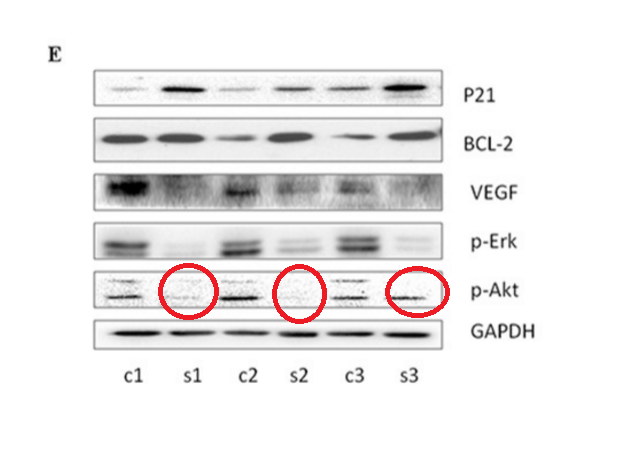 E
P21
BCL-2
VEGF
p-Erk
p-Akt
GAPDH
c1 s1 c2 s2 c3 s3